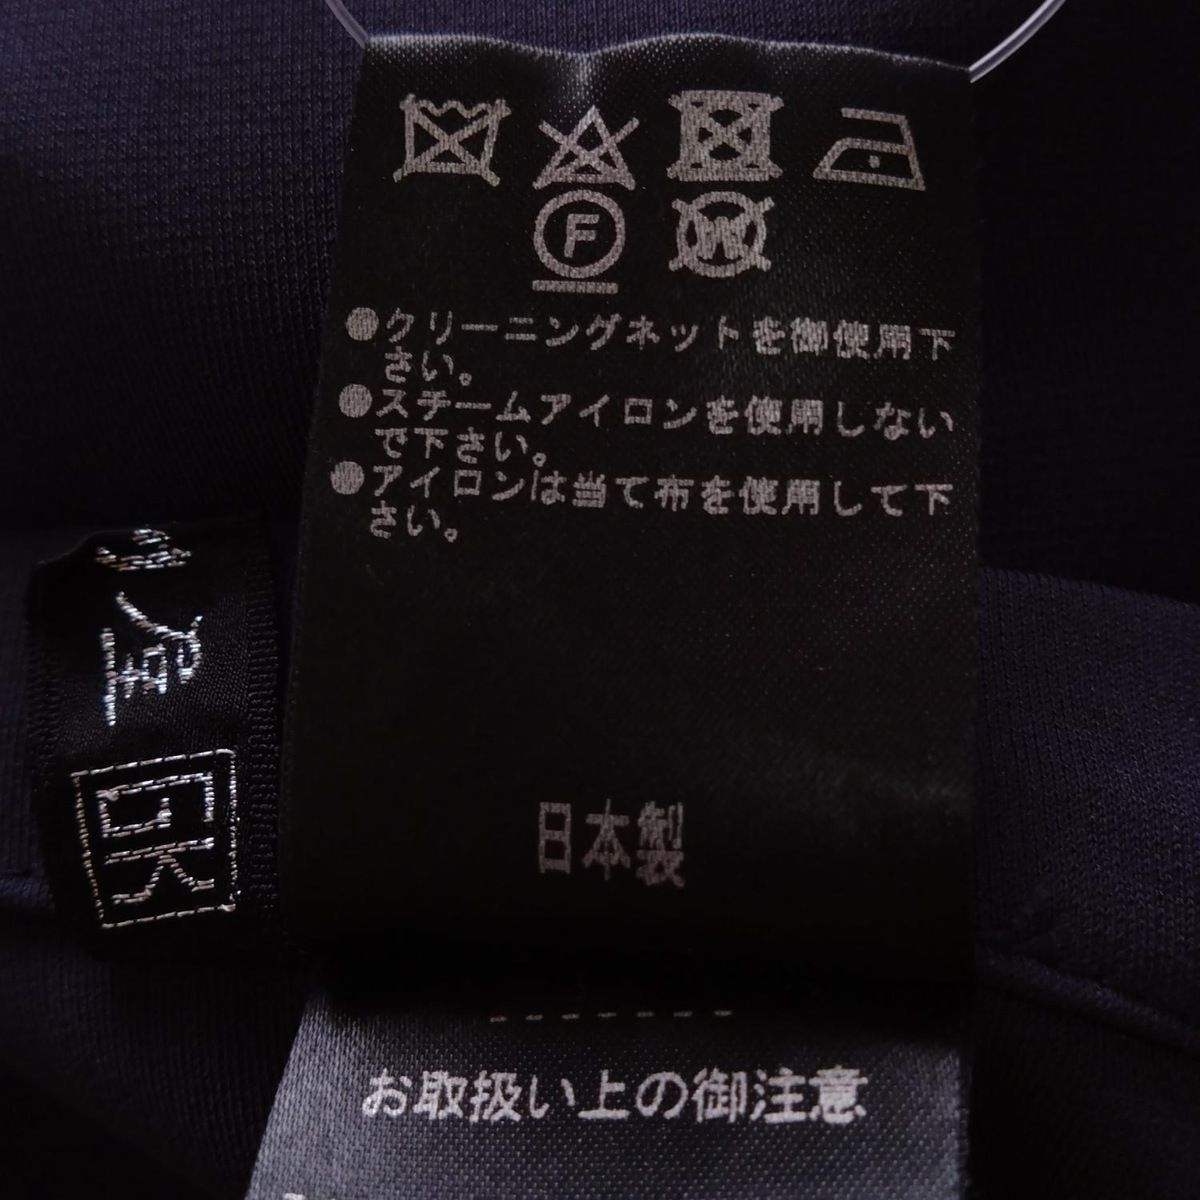 F W
●クリーニングネットを御使用下
さい。
●スチームアイロンを使用しない
で下さい。
●アイロンは当て布を使用して下
さい。
日本製
GK
お取扱い上の御注意